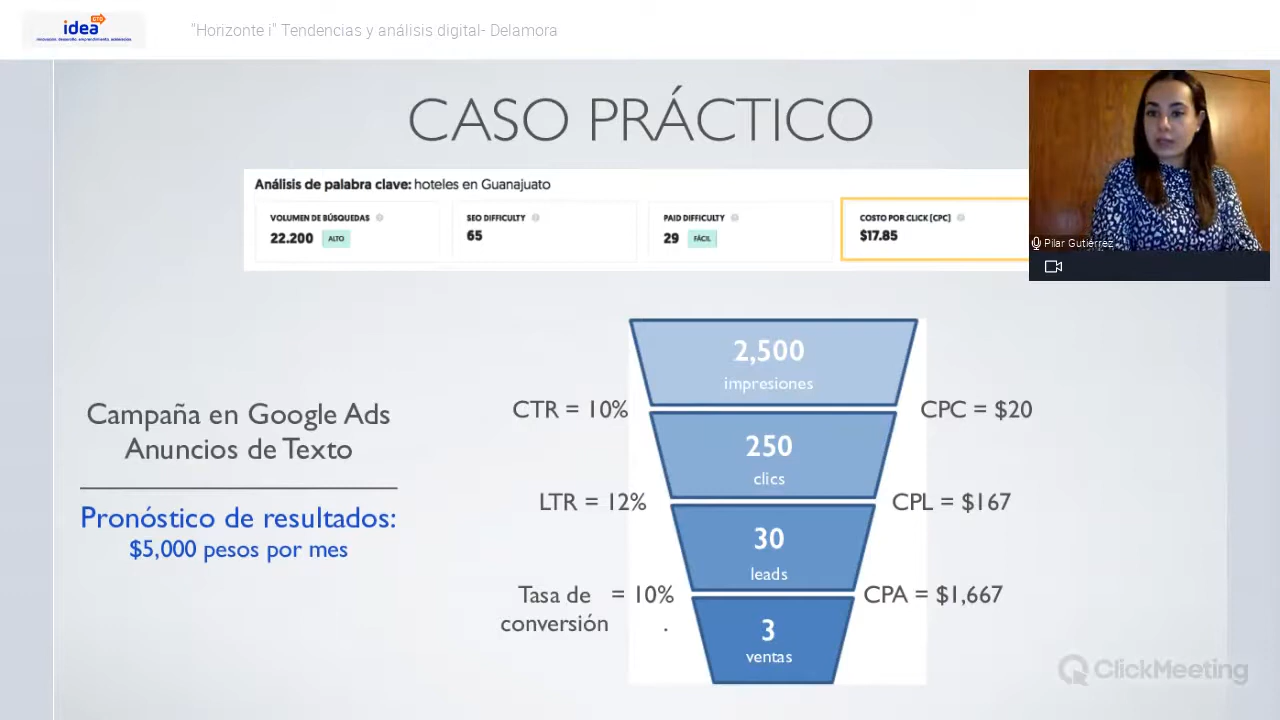 idea GTO
"Horizonte i" Tendencias y análisis digital- Delamora
CASO PRÁCTICO
Análisis de palabra clave: hoteles en Guanajuato
VOLUMEN DE BÚSQUEDAS
22.200 ALTO
SEO DIFFICULTY
65
PAID DIFFICULTY
29 FÁCIL
COSTO POR CLICK [CPC]
$17.85
Pilar Gutiérrez
Campaña en Google Ads
Anuncios de Texto
Pronóstico de resultados:
$5,000 pesos por mes
2,500
impresiones
CTR = 10%
CPC = $20
250
clics
LTR = 12%
CPL = $167
30
leads
Tasa de = 10%
conversión .
CPA = $1,667
3
ventas
ClickMeeting